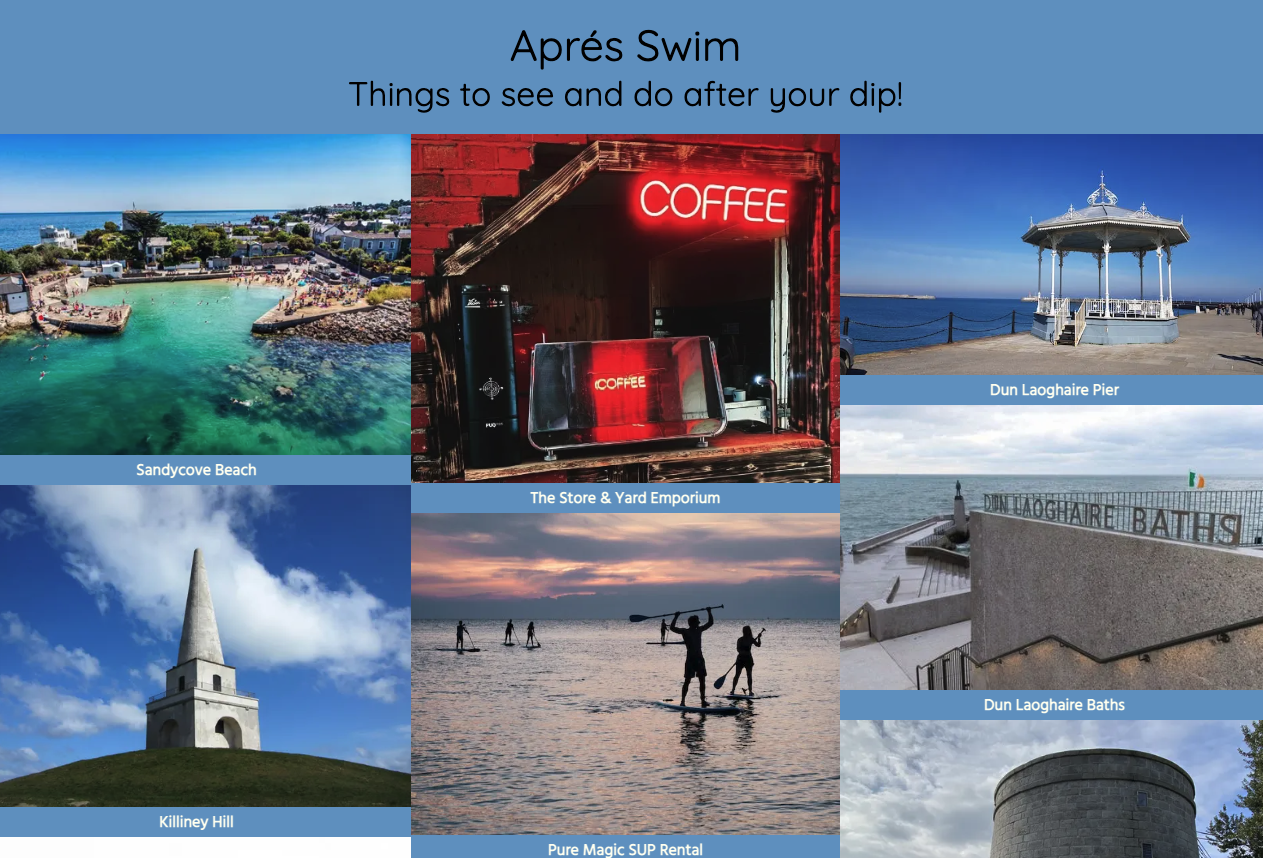 Aprés Swim
Things to see and do after your dip!
COFFEE
COFFEE
PUQ
Sandycove Beach
The Store & Yard Emporium
Dun Laoghaire Pier
DUN LAOGHAIRE BATHS
Dun Laoghaire Baths
Killiney Hill
Pure Magic SUP Rental